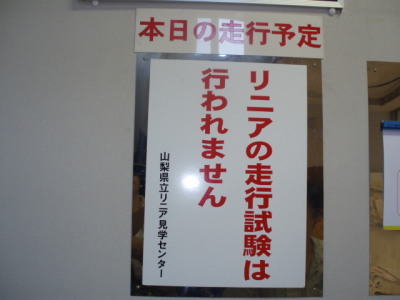 本日の走行予定
リニアの走行試験は
行われません
山梨県立リニア見学センター